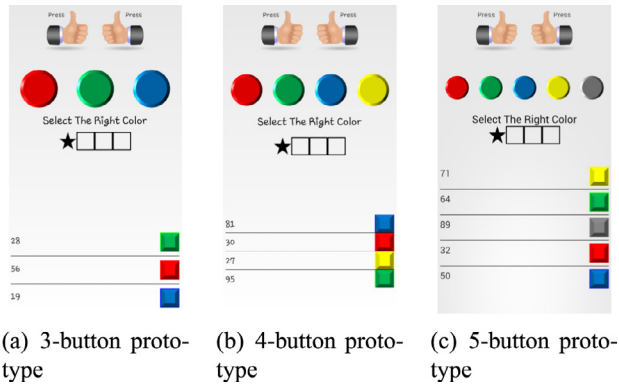 Press Press Press Press Press Press
Select The Right Color Select The Right Color Select The Right Color
71
81 64
28 30 89
56 27 32
19 95 50
(a) 3-button proto- (b) 4-button proto- (c) 5-button proto-
type type type